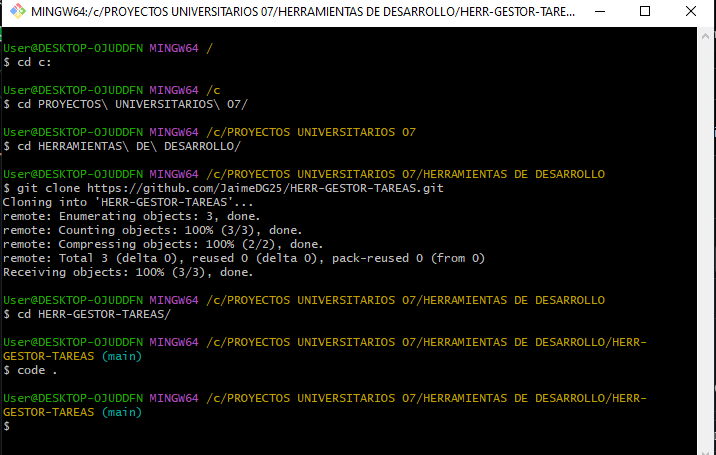 MINGW64:/c/PROYECTOS UNIVERSITARIOS 07/HERRAMIENTAS DE DESARROLLO/HERR-GESTOR-TARE...
User@DESKTOP-OJUDDFN MINGW64 /
$ cd c:
User@DESKTOP-OJUDDFN MINGW64 /c
$ cd PROYECTOS\ UNIVERSITARIOS\ 07/
User@DESKTOP-OJUDDFN MINGW64 /c/PROYECTOS UNIVERSITARIOS 07
$ cd HERRAMIENTAS\ DE\ DESARROLLO/
User@DESKTOP-OJUDDFN MINGW64 /c/PROYECTOS UNIVERSITARIOS 07/HERRAMIENTAS DE DESARROLLO
$ git clone https://github.com/JaimeDG25/HERR-GESTOR-TAREAS.git
Cloning into 'HERR-GESTOR-TAREAS'...
remote: Enumerating objects: 3, done.
remote: Counting objects: 100% (3/3), done.
remote: Compressing objects: 100% (2/2), done.
remote: Total 3 (delta 0), reused 0 (delta 0), pack-reused 0 (from 0)
Receiving objects: 100% (3/3), done.
User@DESKTOP-OJUDDFN MINGW64 /c/PROYECTOS UNIVERSITARIOS 07/HERRAMIENTAS DE DESARROLLO
$ cd HERR-GESTOR-TAREAS/
User@DESKTOP-OJUDDFN MINGW64 /c/PROYECTOS UNIVERSITARIOS 07/HERRAMIENTAS DE DESARROLLO/HERR-
GESTOR-TAREAS (main)
$ code .
User@DESKTOP-OJUDDFN MINGW64 /c/PROYECTOS UNIVERSITARIOS 07/HERRAMIENTAS DE DESARROLLO/HERR-
GESTOR-TAREAS (main)
$